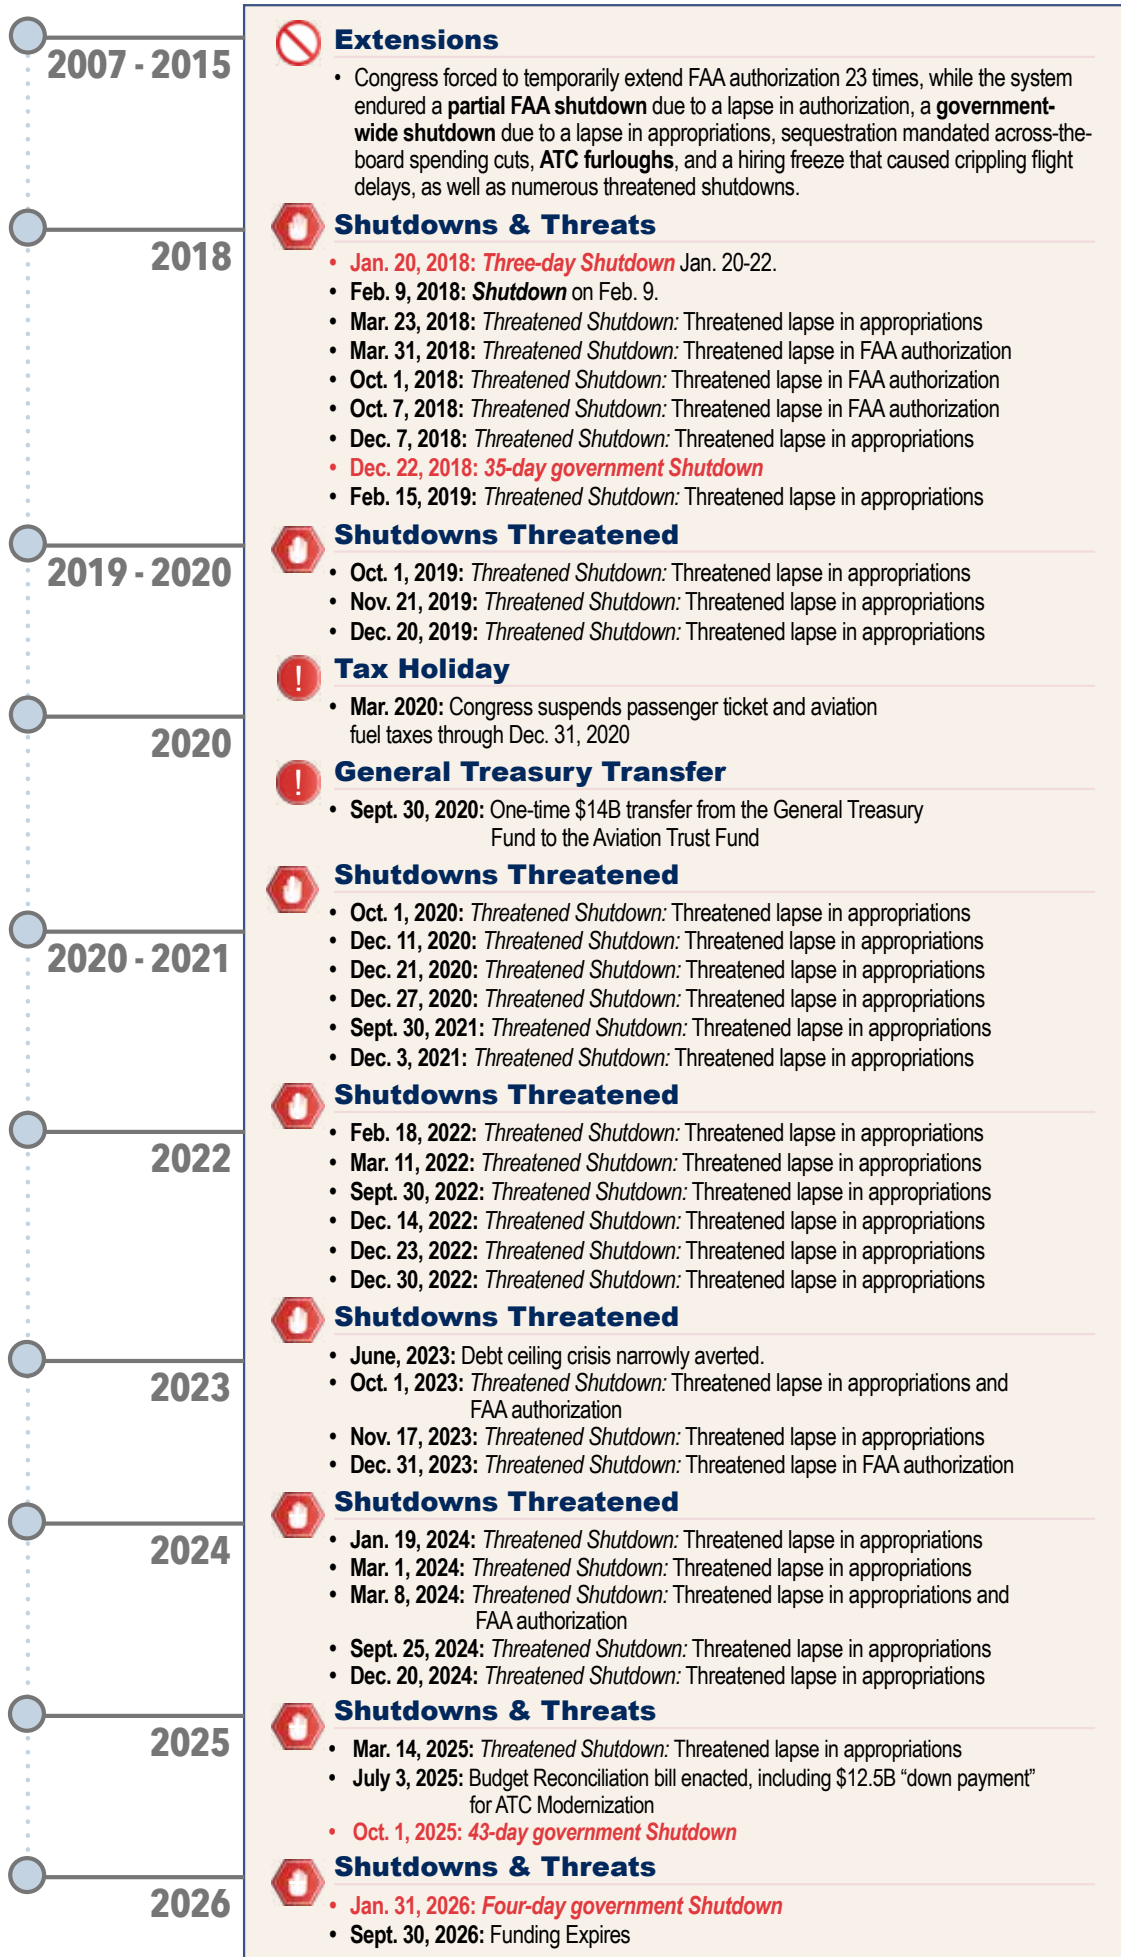 2007 - 2015
Extensions
• Congress forced to temporarily extend FAA authorization 23 times, while the system
endured a partial FAA shutdown due to a lapse in authorization, a government-
wide shutdown due to a lapse in appropriations, sequestration mandated across-the-
board spending cuts, ATC furloughs, and a hiring freeze that caused crippling flight
delays, as well as numerous threatened shutdowns.
2018
Shutdowns & Threats
• Jan. 20, 2018: Three-day Shutdown Jan. 20-22.
• Feb. 9, 2018: Shutdown on Feb. 9.
• Mar. 23, 2018: Threatened Shutdown: Threatened lapse in appropriations
• Mar. 31, 2018: Threatened Shutdown: Threatened lapse in FAA authorization
• Oct. 1, 2018: Threatened Shutdown: Threatened lapse in FAA authorization
• Oct. 7, 2018: Threatened Shutdown: Threatened lapse in FAA authorization
• Dec. 7, 2018: Threatened Shutdown: Threatened lapse in appropriations
• Dec. 22, 2018: 35-day government Shutdown
• Feb. 15, 2019: Threatened Shutdown: Threatened lapse in appropriations
2019 - 2020
Shutdowns Threatened
• Oct. 1, 2019: Threatened Shutdown: Threatened lapse in appropriations
• Nov. 21, 2019: Threatened Shutdown: Threatened lapse in appropriations
• Dec. 20, 2019: Threatened Shutdown: Threatened lapse in appropriations
2020
Tax Holiday
• Mar. 2020: Congress suspends passenger ticket and aviation
fuel taxes through Dec. 31, 2020
General Treasury Transfer
• Sept. 30, 2020: One-time $14B transfer from the General Treasury
Fund to the Aviation Trust Fund
2020 - 2021
Shutdowns Threatened
• Oct. 1, 2020: Threatened Shutdown: Threatened lapse in appropriations
• Dec. 11, 2020: Threatened Shutdown: Threatened lapse in appropriations
• Dec. 21, 2020: Threatened Shutdown: Threatened lapse in appropriations
• Dec. 27, 2020: Threatened Shutdown: Threatened lapse in appropriations
• Sept. 30, 2021: Threatened Shutdown: Threatened lapse in appropriations
• Dec. 3, 2021: Threatened Shutdown: Threatened lapse in appropriations
2022
Shutdowns Threatened
• Feb. 18, 2022: Threatened Shutdown: Threatened lapse in appropriations
• Mar. 11, 2022: Threatened Shutdown: Threatened lapse in appropriations
• Sept. 30, 2022: Threatened Shutdown: Threatened lapse in appropriations
• Dec. 14, 2022: Threatened Shutdown: Threatened lapse in appropriations
• Dec. 23, 2022: Threatened Shutdown: Threatened lapse in appropriations
• Dec. 30, 2022: Threatened Shutdown: Threatened lapse in appropriations
2023
Shutdowns Threatened
• June, 2023: Debt ceiling crisis narrowly averted.
• Oct. 1, 2023: Threatened Shutdown: Threatened lapse in appropriations and
FAA authorization
• Nov. 17, 2023: Threatened Shutdown: Threatened lapse in appropriations
• Dec. 31, 2023: Threatened Shutdown: Threatened lapse in FAA authorization
2024
Shutdowns Threatened
• Jan. 19, 2024: Threatened Shutdown: Threatened lapse in appropriations
• Mar. 1, 2024: Threatened Shutdown: Threatened lapse in appropriations
• Mar. 8, 2024: Threatened Shutdown: Threatened lapse in appropriations and
FAA authorization
• Sept. 25, 2024: Threatened Shutdown: Threatened lapse in appropriations
• Dec. 20, 2024: Threatened Shutdown: Threatened lapse in appropriations
2025
Shutdowns & Threats
• Mar. 14, 2025: Threatened Shutdown: Threatened lapse in appropriations
• July 3, 2025: Budget Reconciliation bill enacted, including $12.5B “down payment”
for ATC Modernization
• Oct. 1, 2025: 43-day government Shutdown
2026
Shutdowns & Threats
• Jan. 31, 2026: Four-day government Shutdown
• Sept. 30, 2026: Funding Expires